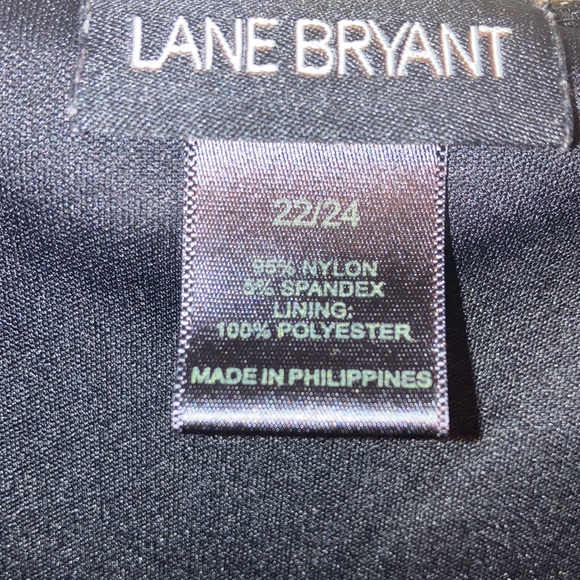 LANE BRYANT
22/24
95% NYLON
5% SPANDEX
LINING:
100% POLYESTER
MADE IN PHILIPPINES